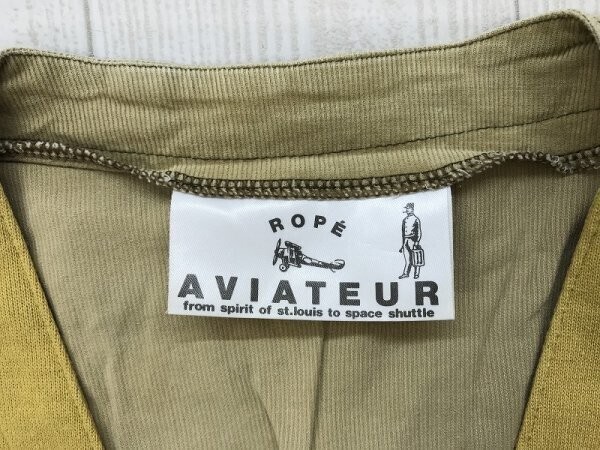 ROPÉ
AVIATEUR
from spirit of st.louis to space shuttle